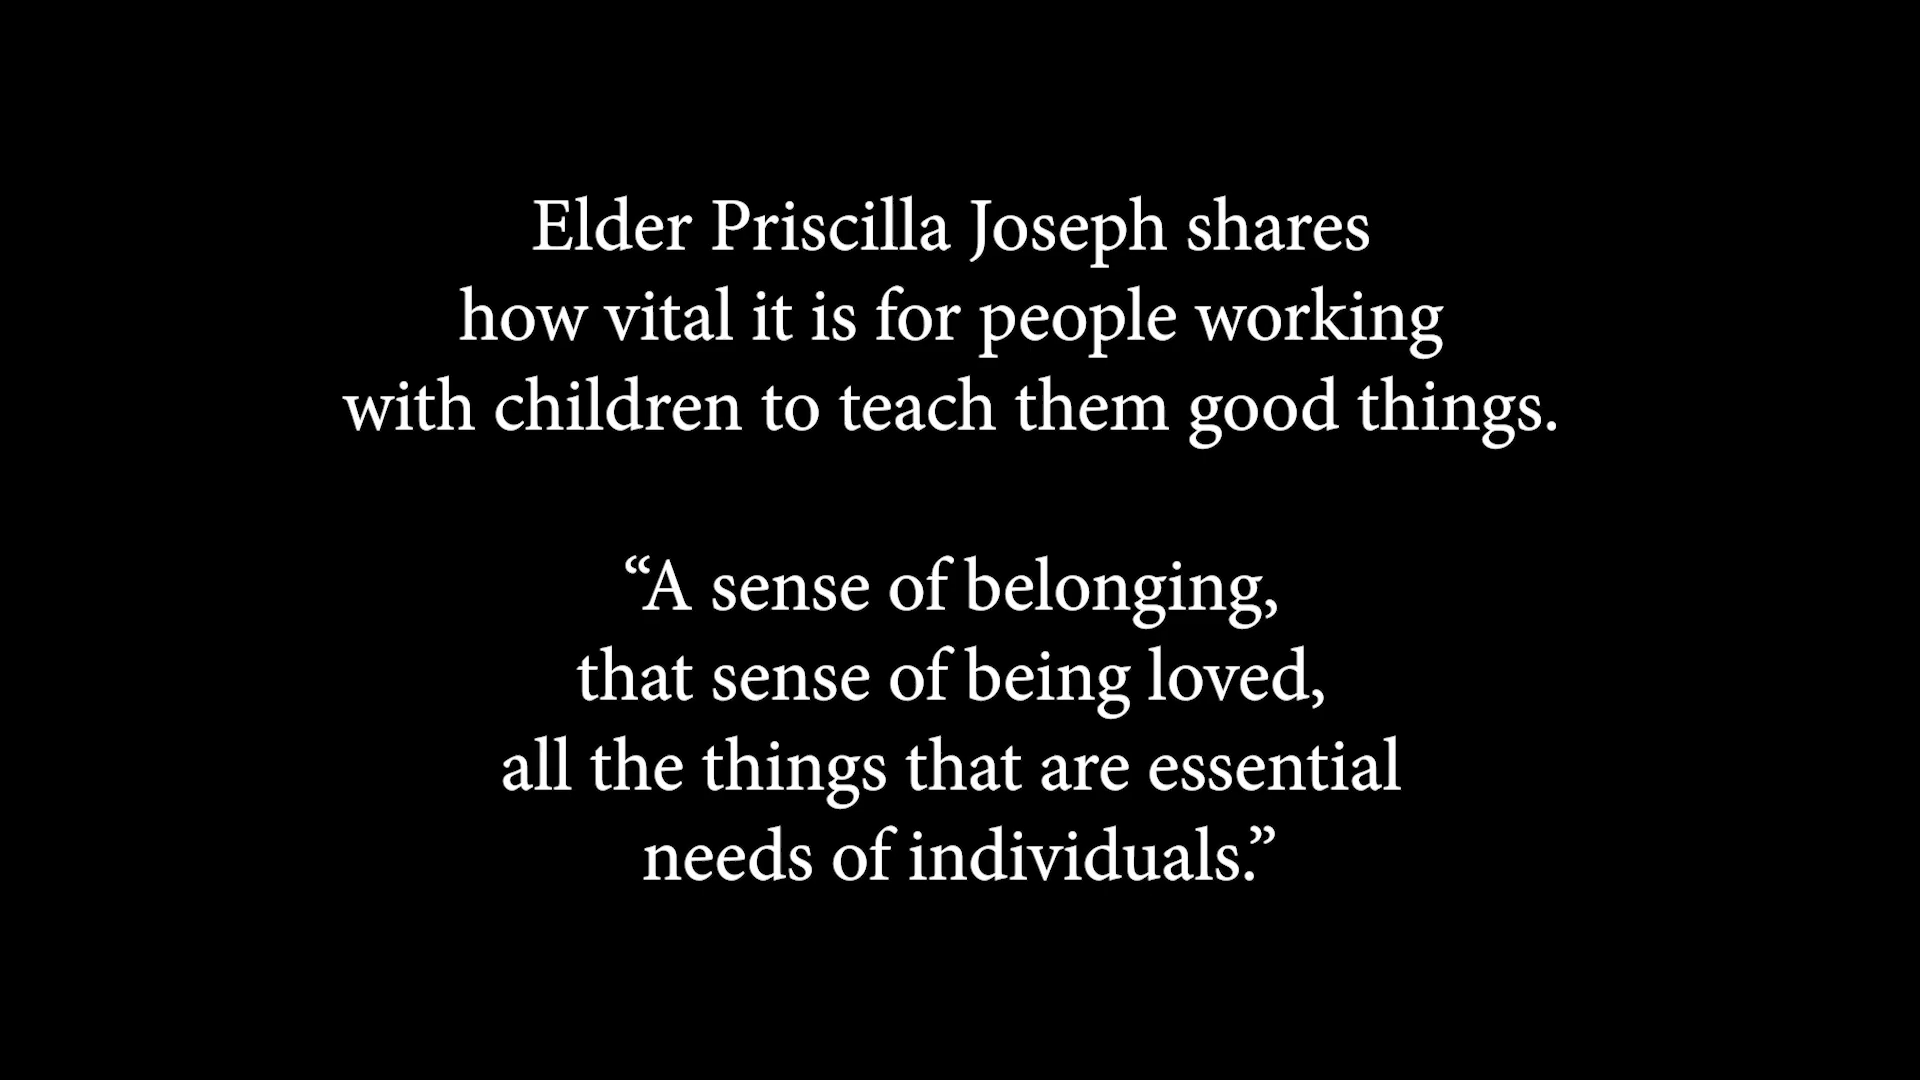 Elder Priscilla Joseph shares
how vital it is for people working
with children to teach them good things.
“A sense of belonging,
that sense of being loved,
all the things that are essential
needs of individuals.”